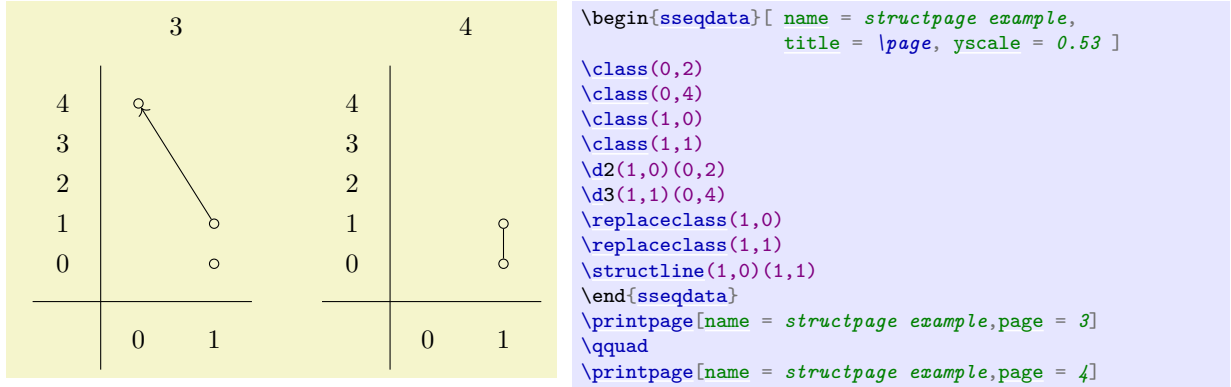 3 4
4 4
3 3
2 2
1 1
0 0
0 1 0 1
\begin{sseqdata}[ name = structpage example,
title = \page, yscale = 0.53 ]
\class(0,2)
\class(0,4)
\class(1,0)
\class(1,1)
\d2(1,0)(0,2)
\d3(1,1)(0,4)
\replaceclass(1,0)
\replaceclass(1,1)
\structline(1,0)(1,1)
\end{sseqdata}
\printpage[name = structpage example,page = 3]
\qquad
\printpage[name = structpage example,page = 4]